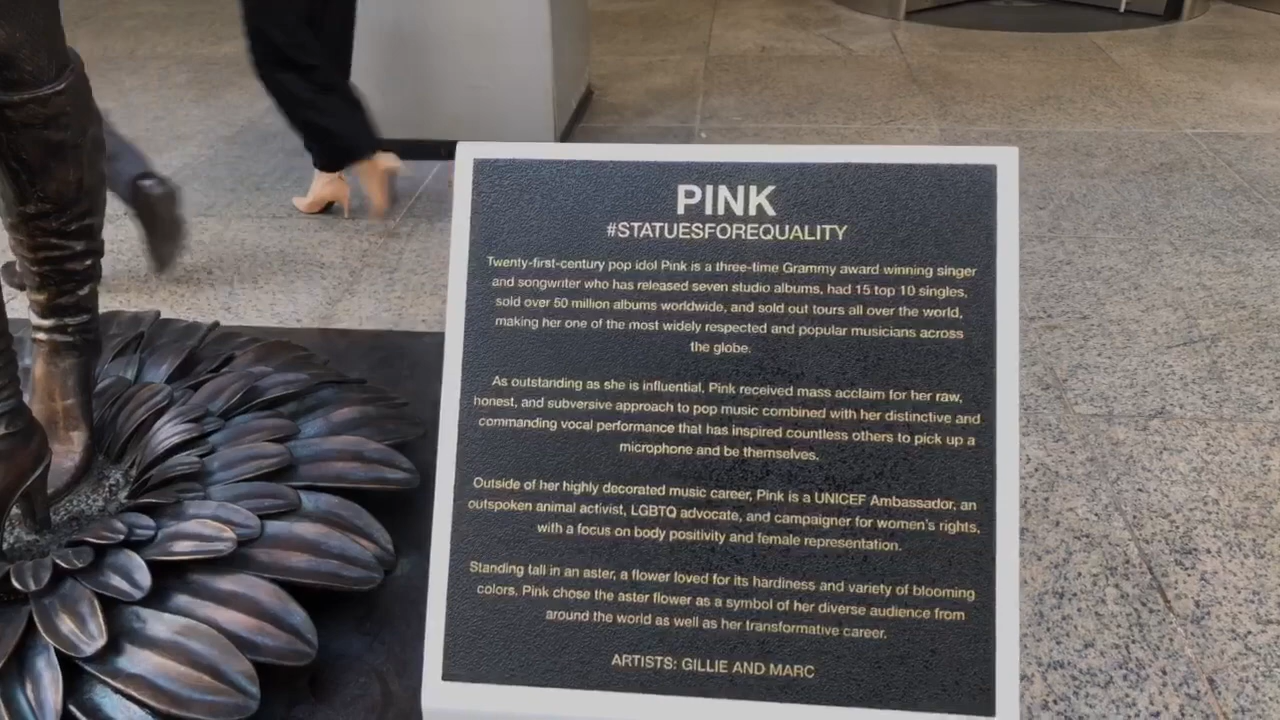 PINK
#STATUESFOREQUALITY
Twenty-first-century pop idol Pink is a three-time Grammy award winning singer
and songwriter who has released seven studio albums, had 15 top 10 singles,
sold over 50 million albums worldwide, and sold out tours all over the world,
making her one of the most widely respected and popular musicians across
the globe.
As outstanding as she is influential, Pink received mass acclaim for her raw,
honest, and subversive approach to pop music combined with her distinctive and
commanding vocal performance that has inspired countless others to pick up a
microphone and be themselves.
Outside of her highly decorated music career, Pink is a UNICEF Ambassador, an
outspoken animal activist, LGBTQ advocate, and campaigner for women's rights,
with a focus on body positivity and female representation.
Standing tall in an aster, a flower loved for its hardiness and variety of blooming
colors, Pink chose the aster flower as a symbol of her diverse audience from
around the world as well as her transformative career.
ARTISTS: GILLIE AND MARC